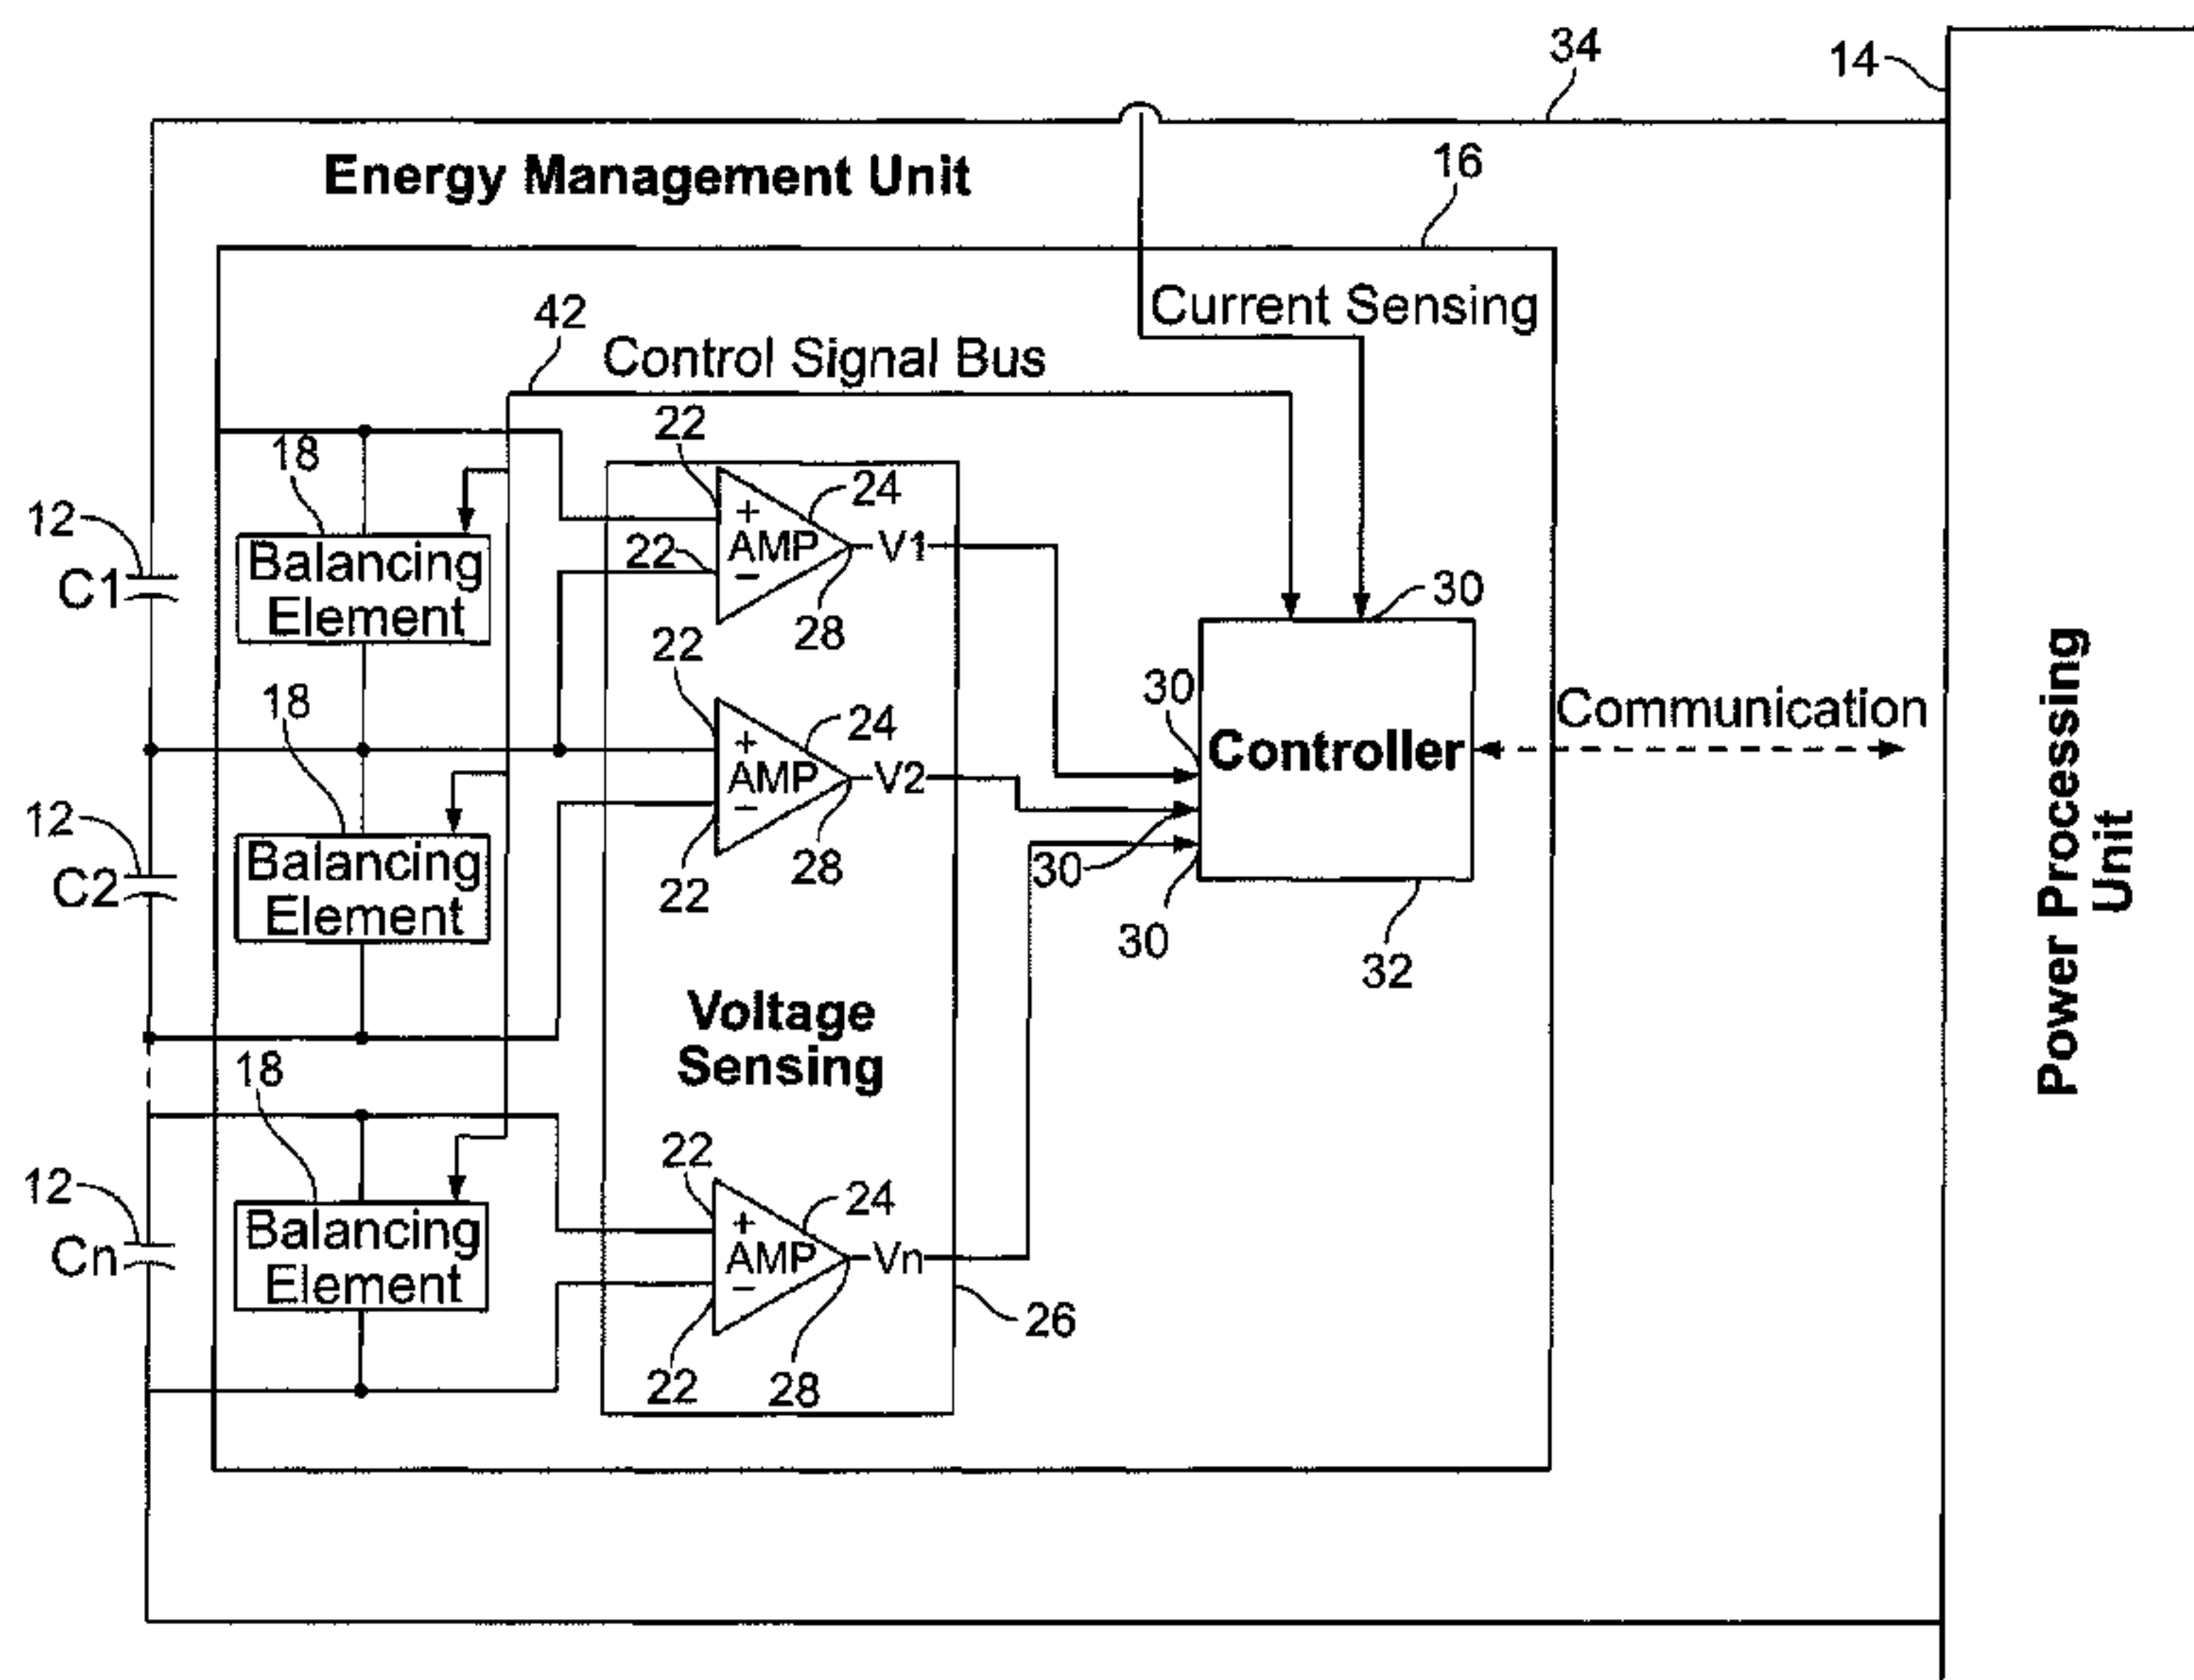 34
14
Energy Management Unit
16
Current Sensing
42
Control Signal Bus
22
18
24
12
+
AMP
V1
22
−
Balancing
Element
C1
30
28
22
18
30
Communication
24
+
Controller
AMP
V2
−
12
Balancing
Element
C2
28
30
22
30
32
Power Processing
Unit
Voltage
Sensing
18
22
12
24
+
Balancing
Element
AMP
Vn
Cn
−
26
22
28